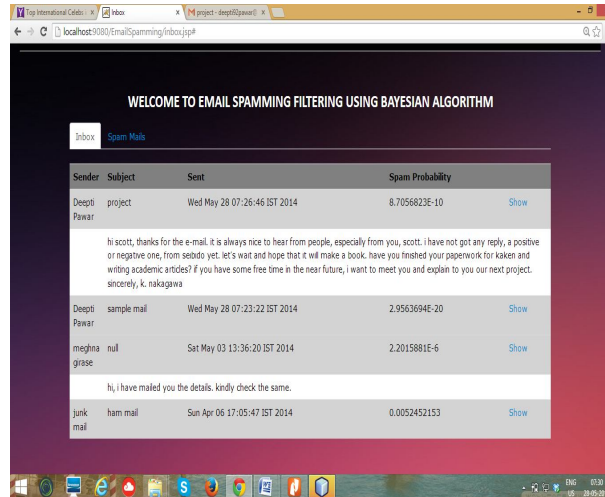 Top international Celebs
Inbox
project - deepti92pawar@
localhost:9080/EmailSpamming/inbox.jsp#
WELCOME TO EMAIL SPAMMING FILTERING USING BAYESIAN ALGORITHM
Inbox Spam Mails
Sender Subject Sent Spam Probability
Deepti Pawar project Wed May 28 07:26:46 IST 2014 8.7056823E-10 Show
hi scott, thanks for the e-mail. it is always nice to hear from people, especially from you, scott. i have not got any reply, a positive
or negative one, from seibido yet. let's wait and hope that it will make a book. have you finshed your paperwork for kaken and
writing academic articles? if you have some free time in the near future, i want to meet you and explain to you our next project.
sincerely, k. nakagawa
Deepti Pawar sample mail Wed May 28 07:23:22 IST 2014 2.9563694E-20 Show
meghna girase null Sat May 03 13:36:20 IST 2014 2.2015881E-6 Show
hi, i have mailed you the details. kindly check the same.
junk mail ham mail Sun Apr 06 17:05:47 IST 2014 0.0052452153 Show
ENG 07:30
US 28-05-20